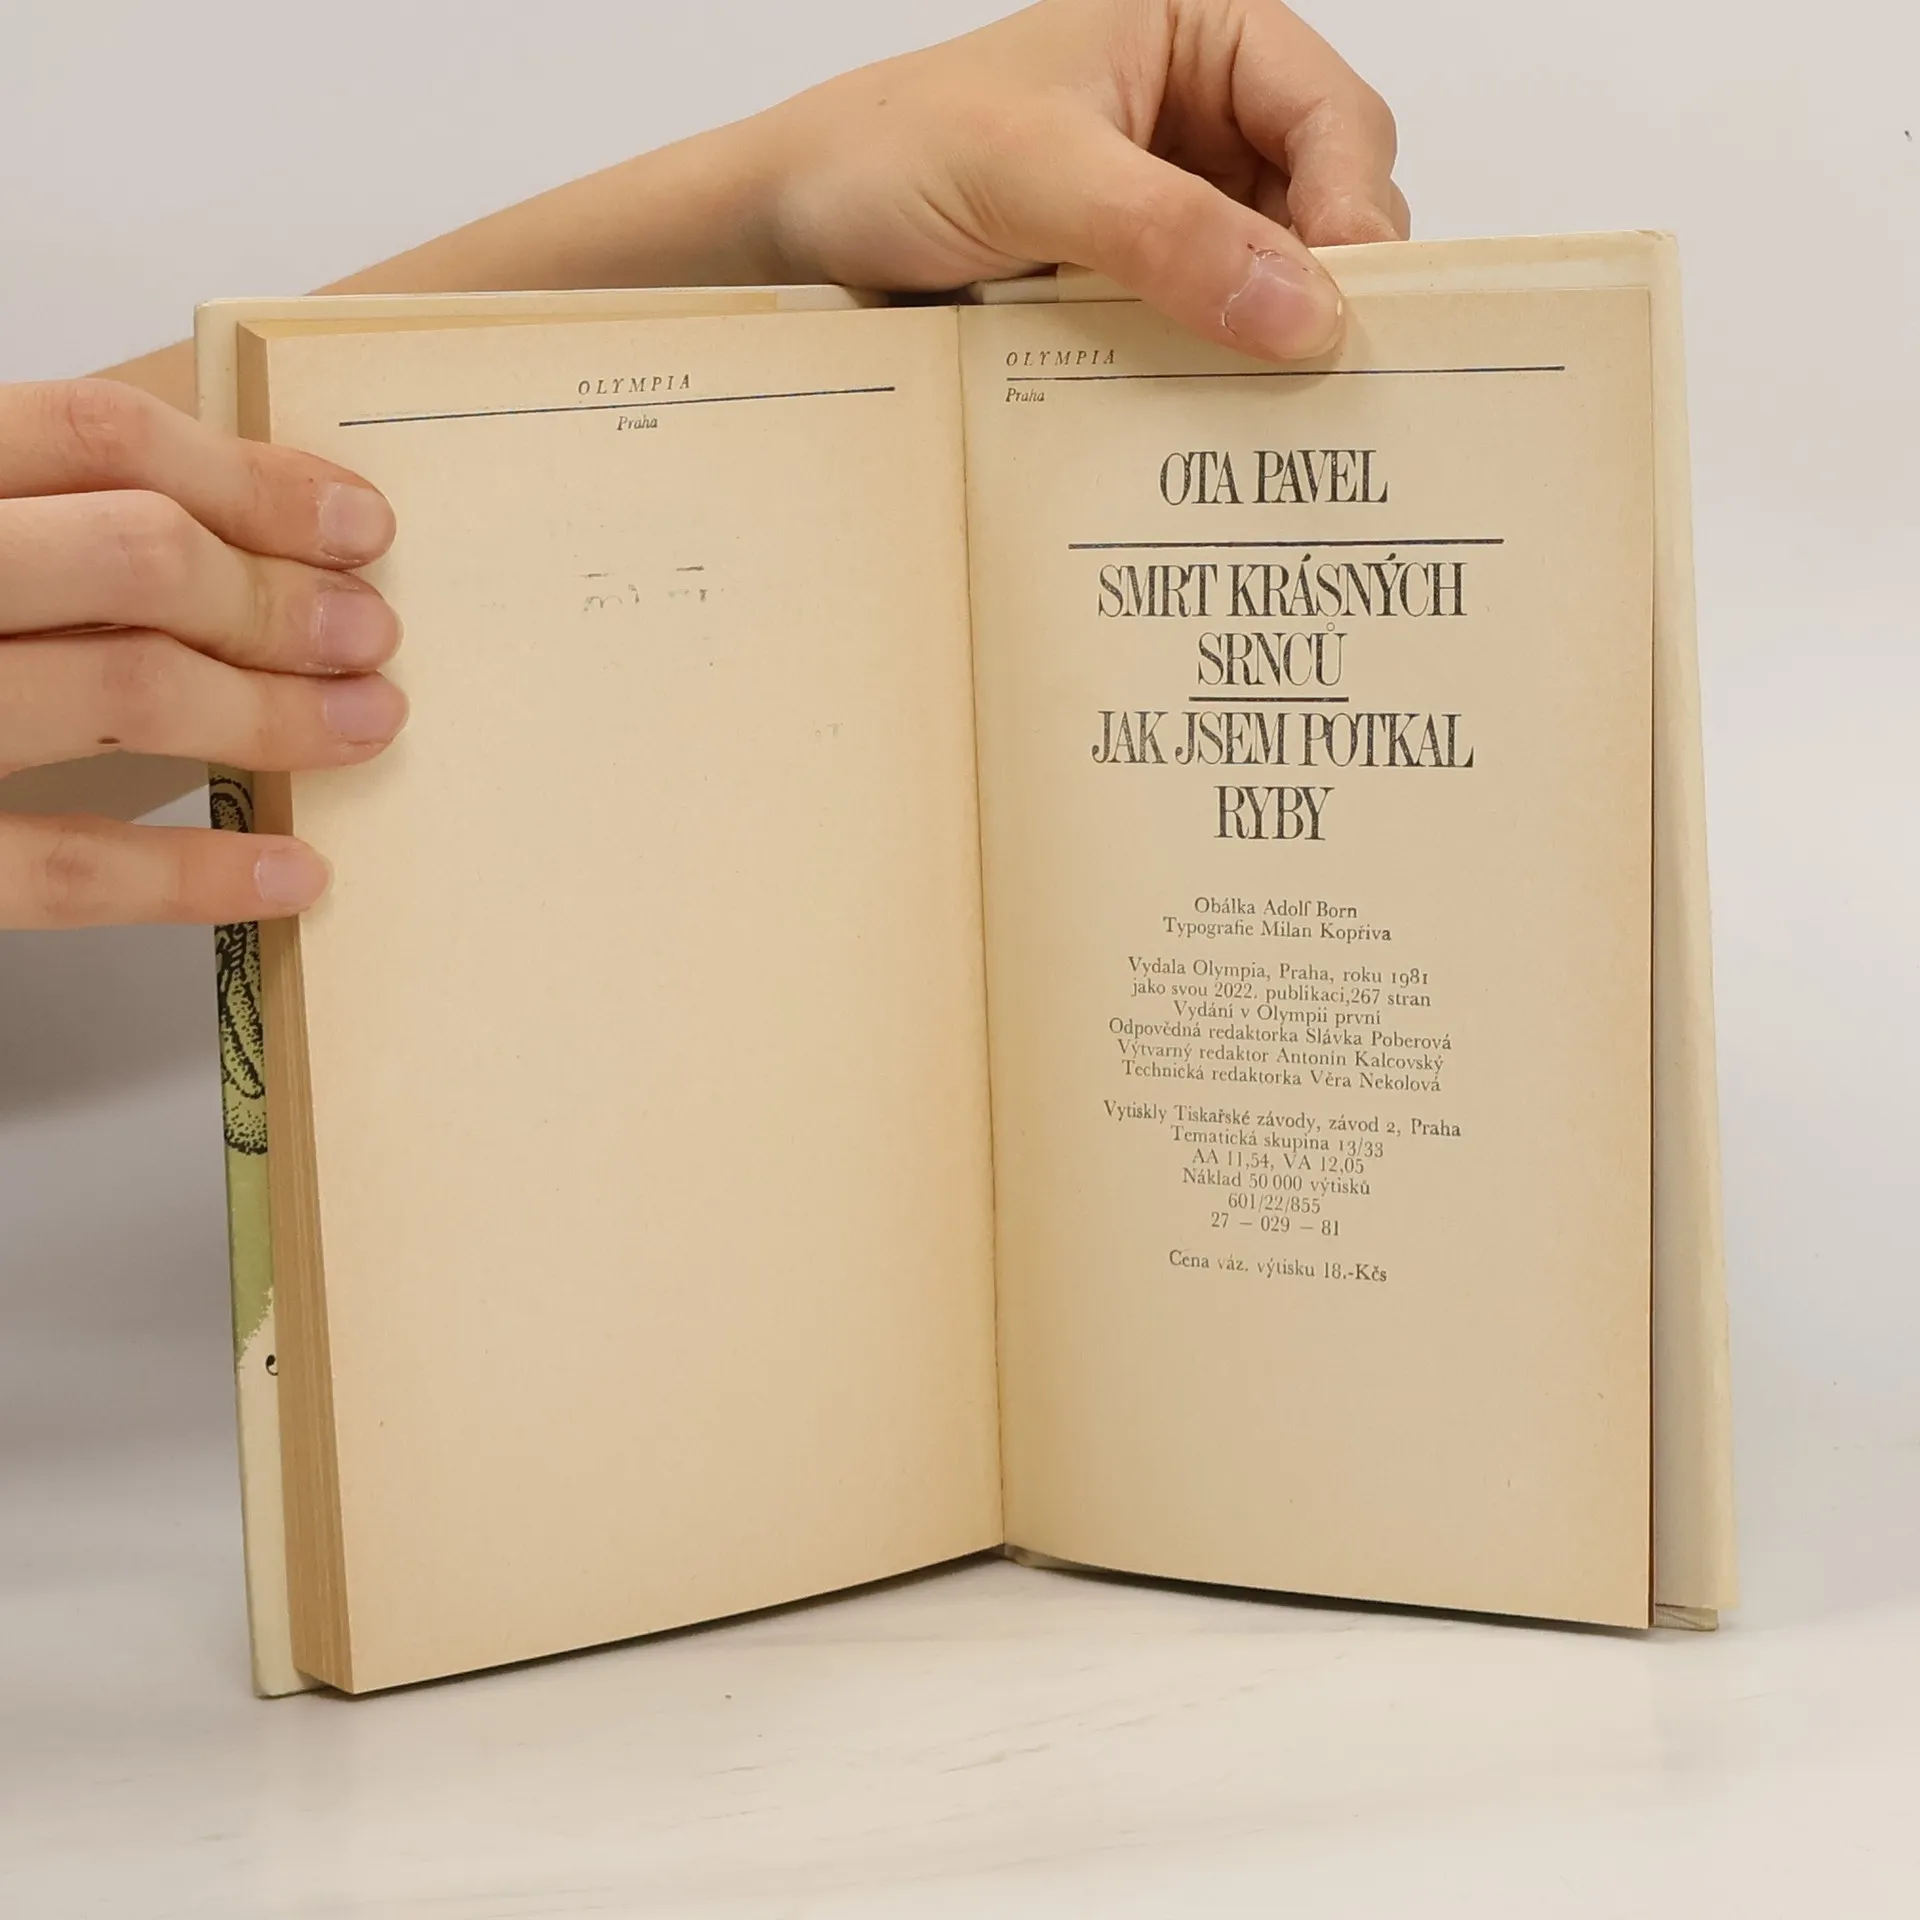 OLYMPIA
Praha
OLYMPIA
Praha
OTA PAVEL
SMRT KRÁSNÝCH
SRNCŮ
JAK JSEM POTKAL
RYBY
Obálka Adolf Born
Typografie Milan Kopřiva
Vydala Olympia, Praha, roku 1981
jako svou 2022. publikaci,267 stran
Vydání v Olympii první
Odpovědná redaktorka Slávka Poberová
Výtvarný redaktor Antonín Kalcovský
Technická redaktorka Věra Nekolová
Vytiskly Tiskařské závody, závod 2, Praha
Tematická skupina 13/33
AA 11,54, VA 12,05
Náklad 50 000 výtisků
601/22/855
27 — 029 — 81
Cena váz. výtisku 18.-Kčs